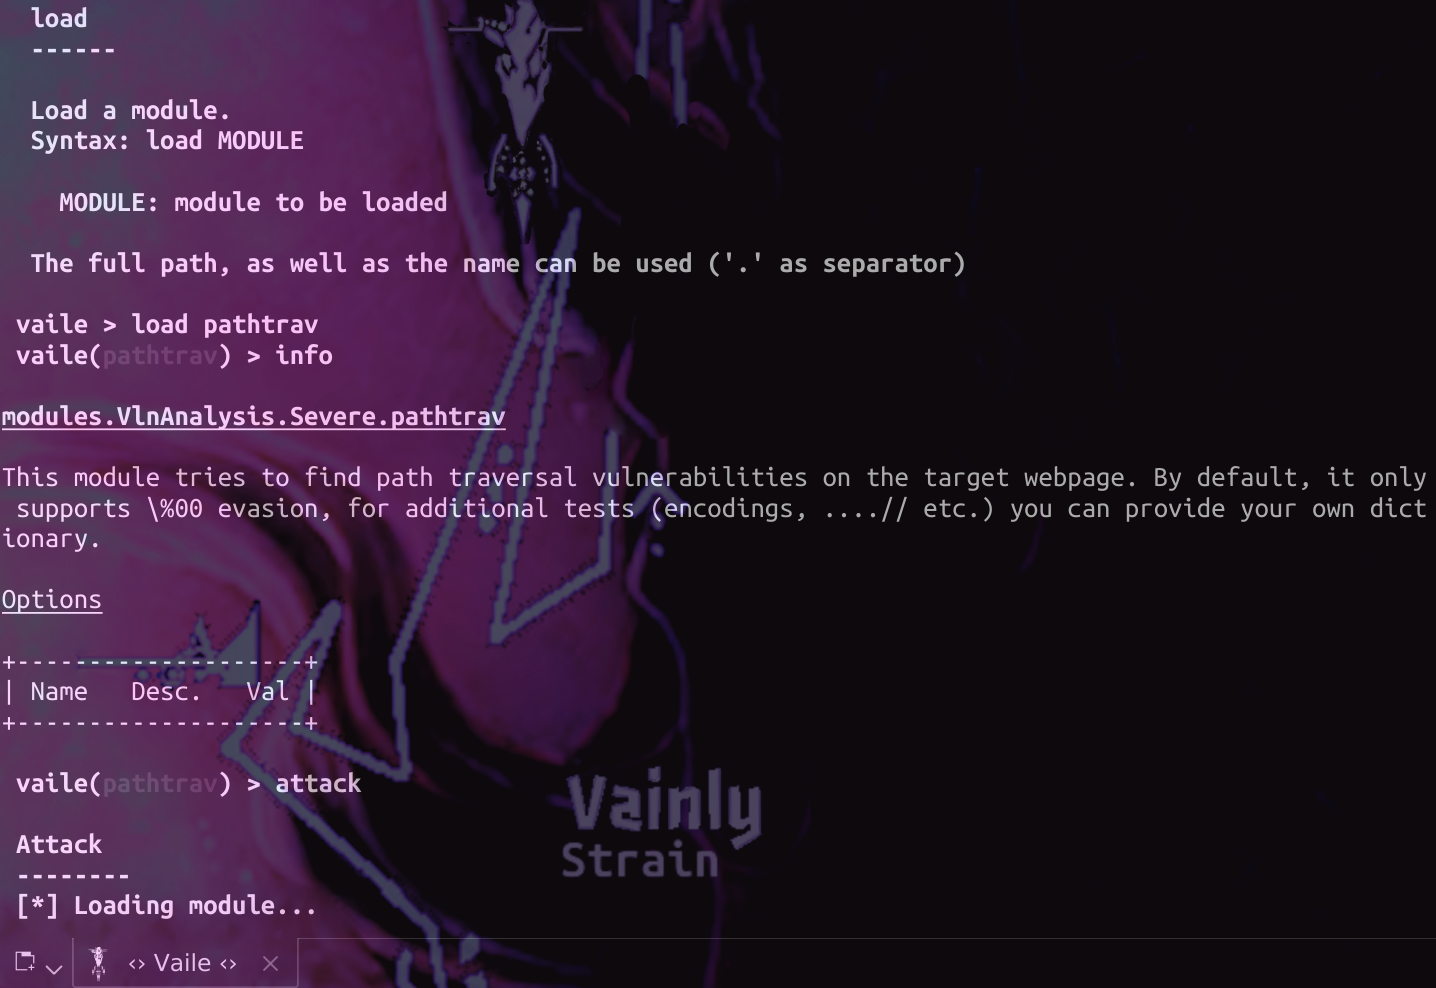 load
------
Load a module.
Syntax: load MODULE
MODULE: module to be loaded
The full path, as well as the name can be used ('.' as separator)
vaile > load pathtrav
vaile(pathtrav) > info
modules.VlnAnalysis.Severe.pathtrav
This module tries to find path traversal vulnerabilities on the target webpage. By default, it only
supports \%00 evasion, for additional tests (encodings, ....// etc.) you can provide your own dict
ionary.
Options
+--------------------+
| Name   Desc.   Val |
+--------------------+
vaile(pathtrav) > attack
Vainly
Strain
Attack
--------
[*] Loading module...
<> Vaile <>